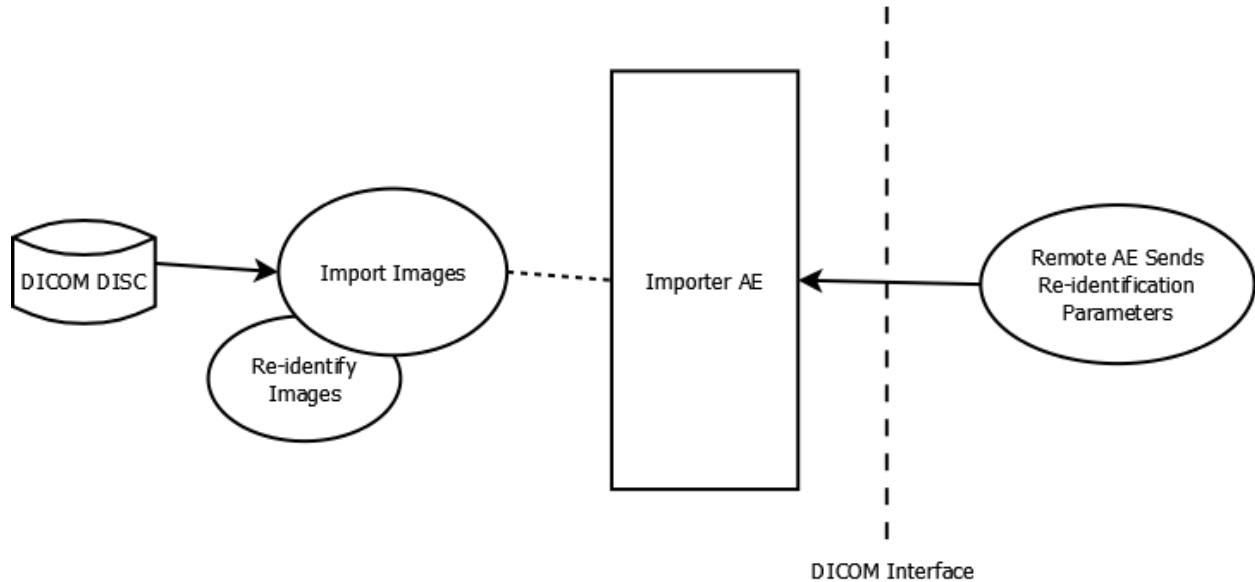 DICOM DISC
Import Images
Re-identify
Images
Importer AE
Remote AE Sends
Re-identification
Parameters
DICOM Interface